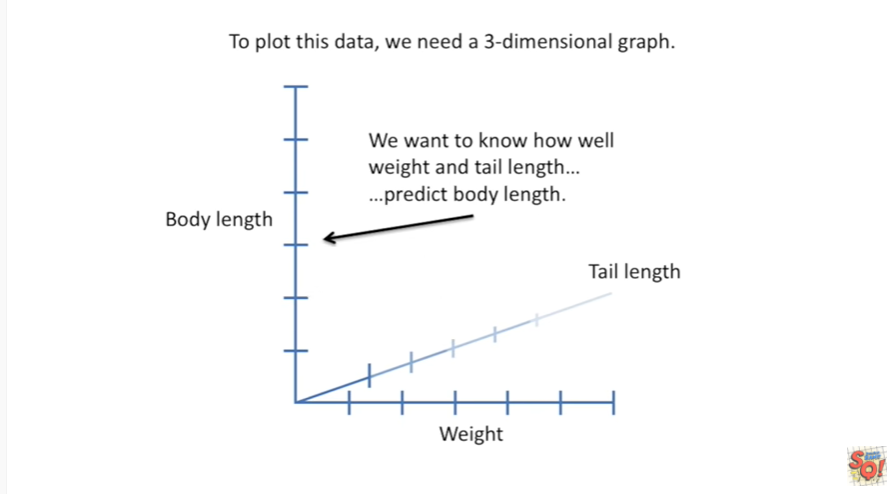 To plot this data, we need a 3-dimensional graph.
We want to know how well
weight and tail length...
...predict body length.
Body length
Tail length
Weight